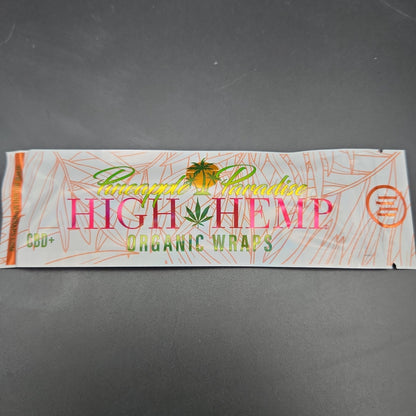 Pineapple Paradise
HIGH HEMP
CBD+
ORGANIC WRAPS